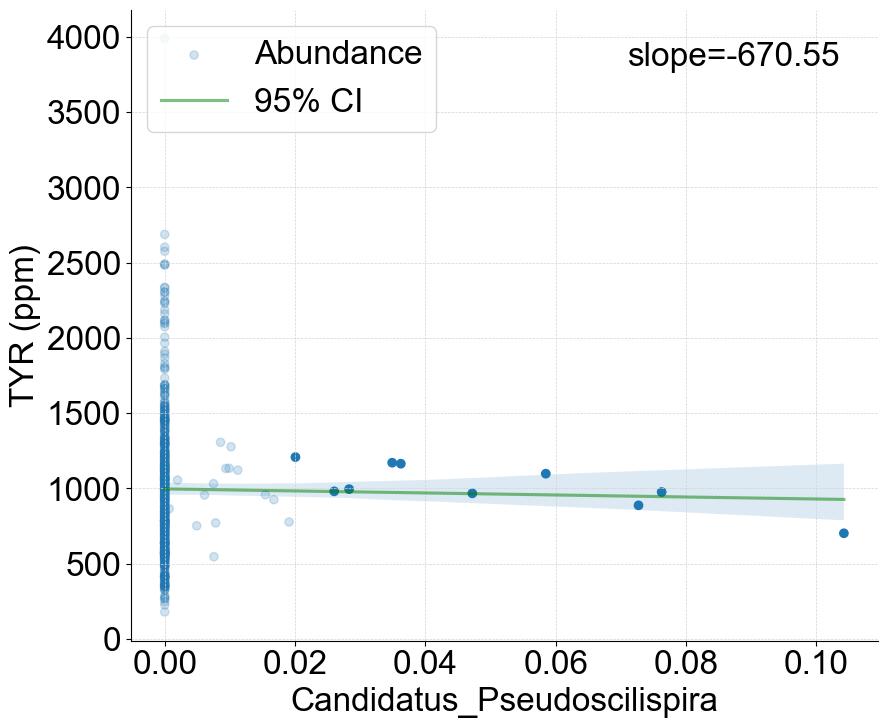 4000
3500
3000
2500
2000
1500
1000
500
0
TYR (ppm)
Abundance
95% CI
slope=-670.55
0.00 0.02 0.04 0.06 0.08 0.10
Candidatus_Pseudoscilispira